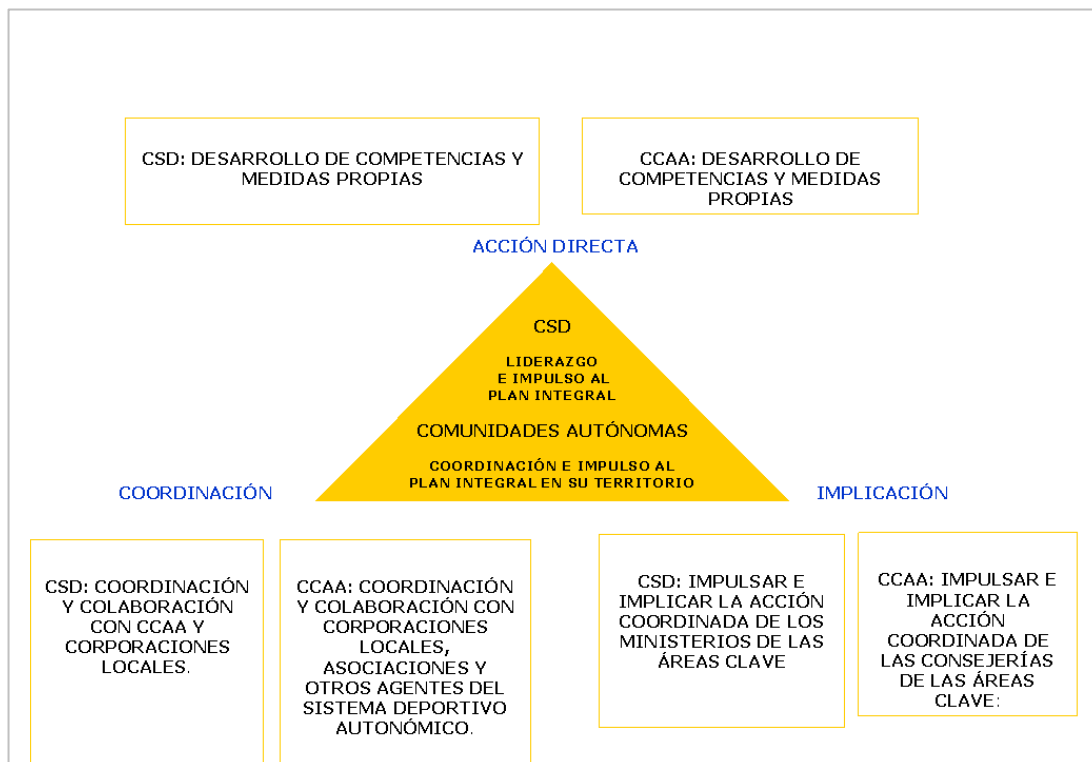 CSD: DESARROLLO DE COMPETENCIAS Y
MEDIDAS PROPIAS
CCAA: DESARROLLO DE
COMPETENCIAS Y MEDIDAS
PROPIAS
ACCIÓN DIRECTA
CSD
LIDERAZGO
E IMPULSO AL
PLAN INTEGRAL
COMUNIDADES AUTÓNOMAS
COORDINACIÓN E IMPULSO AL
PLAN INTEGRAL EN SU TERRITORIO
COORDINACIÓN
IMPLICACIÓN
CSD: COORDINACIÓN
Y COLABORACIÓN
CON CCAA Y
CORPORACIONES
LOCALES.
CCAA: COORDINACIÓN
Y COLABORACIÓN CON
CORPORACIONES
LOCALES,
ASOCIACIONES Y
OTROS AGENTES DEL
SISTEMA DEPORTIVO
AUTONÓMICO.
CSD: IMPULSAR E
IMPLICAR LA ACCIÓN
COORDINADA DE LOS
MINISTERIOS DE LAS
ÁREAS CLAVE
CCAA: IMPULSAR E
IMPLICAR LA
ACCIÓN
COORDINADA DE
LAS CONSEJERÍAS
DE LAS ÁREAS
CLAVE: